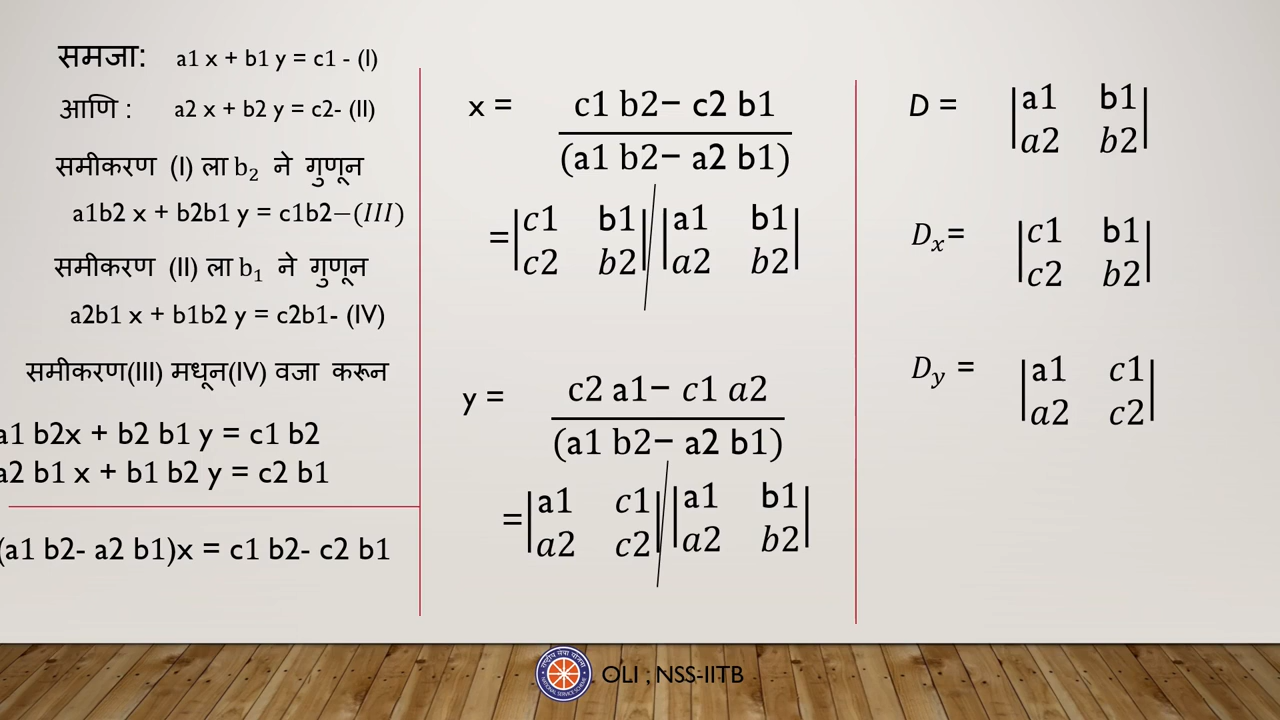 समजा: a1 x + b1 y = c1 - (I)
आणि : a2 x + b2 y = c2- (II)
समीकरण (I) ला b₂ ने गुणून
a1b2 x + b2b1 y = c1b2−(III)
समीकरण (II) ला b₁ ने गुणून
a2b1 x + b1b2 y = c2b1- (IV)
समीकरण(III) मधून(IV) वजा करून
a1 b2x + b2 b1 y = c1 b2
a2 b1 x + b1 b2 y = c2 b1
(a1 b2- a2 b1)x = c1 b2- c2 b1
x =
c1 b2− c2 b1
(a1 b2− a2 b1)
=|c1 b1| / |a1 b1|
|c2 b2| / |a2 b2|
y =
c2 a1− c1 a2
(a1 b2− a2 b1)
=|a1 c1| / |a1 b1|
|a2 c2| / |a2 b2|
D = |a1 b1|
|a2 b2|
Dₓ= |c1 b1|
|c2 b2|
D_y = |a1 c1|
|a2 c2|
OLI ; NSS-IITB